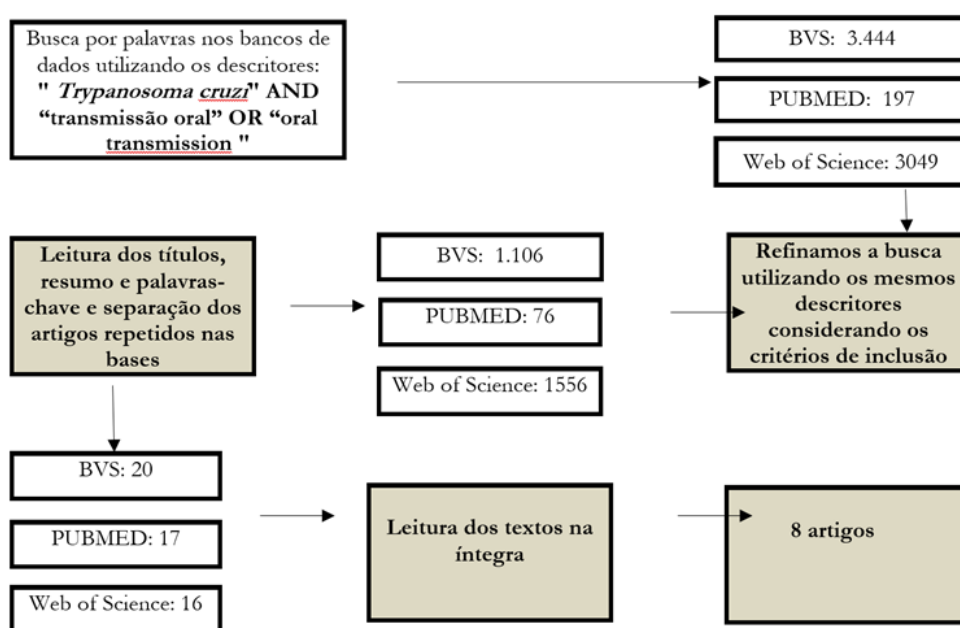 Busca por palavras nos bancos de
dados utilizando os descritores:
" Trypanosoma cruzi" AND
“transmissão oral” OR “oral
transmission "
BVS: 3.444
PUBMED: 197
Web of Science: 3049
Leitura dos títulos,
resumo e palavras-
chave e separação dos
artigos repetidos nas
bases
BVS: 1.106
PUBMED: 76
Web of Science: 1556
Refinamos a busca
utilizando os mesmos
descritores
considerando os
critérios de inclusão
BVS: 20
PUBMED: 17
Web of Science: 16
Leitura dos textos na
íntegra
8 artigos